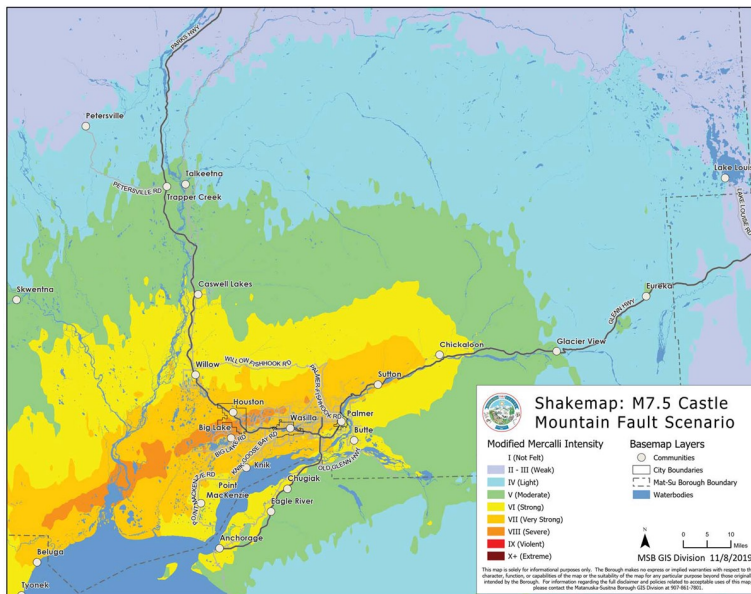 PARKS HWY
Petersville
Talkeetna
PETERSVILLE RD
Trapper Creek
Lake Louise
LAKE LOUISE RD
Skwentna
Caswell Lakes
Eureka
GLENN HWY
Chickaloon
Glacier View
WILLOW FISHHOOK RD
Willow
PALMER FISHHOOK RD
Sutton
Houston
Wasilla
Palmer
Big Lake
BIG LAKE RD
KNIK GOOSE BAY RD
Butte
OLD GLENN HWY
Knik
POINT MACKENZIE RD
Point
MacKenzie
Chugiak
Eagle River
Anchorage
Beluga
Tyonek
Shakemap: M7.5 Castle
Mountain Fault Scenario
Modified Mercalli Intensity
I (Not Felt)
II - III (Weak)
IV (Light)
V (Moderate)
VI (Strong)
VII (Very Strong)
VIII (Severe)
IX (Violent)
X+ (Extreme)
Basemap Layers
Communities
City Boundaries
Mat-Su Borough Boundary
Waterbodies
N
0 5 10
Miles
MSB GIS Division 11/8/2019
This map is solely for informational purposes only. The Borough makes no express or implied warranties with respect to the
character, function, or capabilities of the map or the suitability of the map for any particular purpose beyond those original
intended by the Borough. For information regarding the full disclaimer and policies related to acceptable uses of this map
please contact the Matanuska-Susitna Borough GIS Division at 907-861-7801.